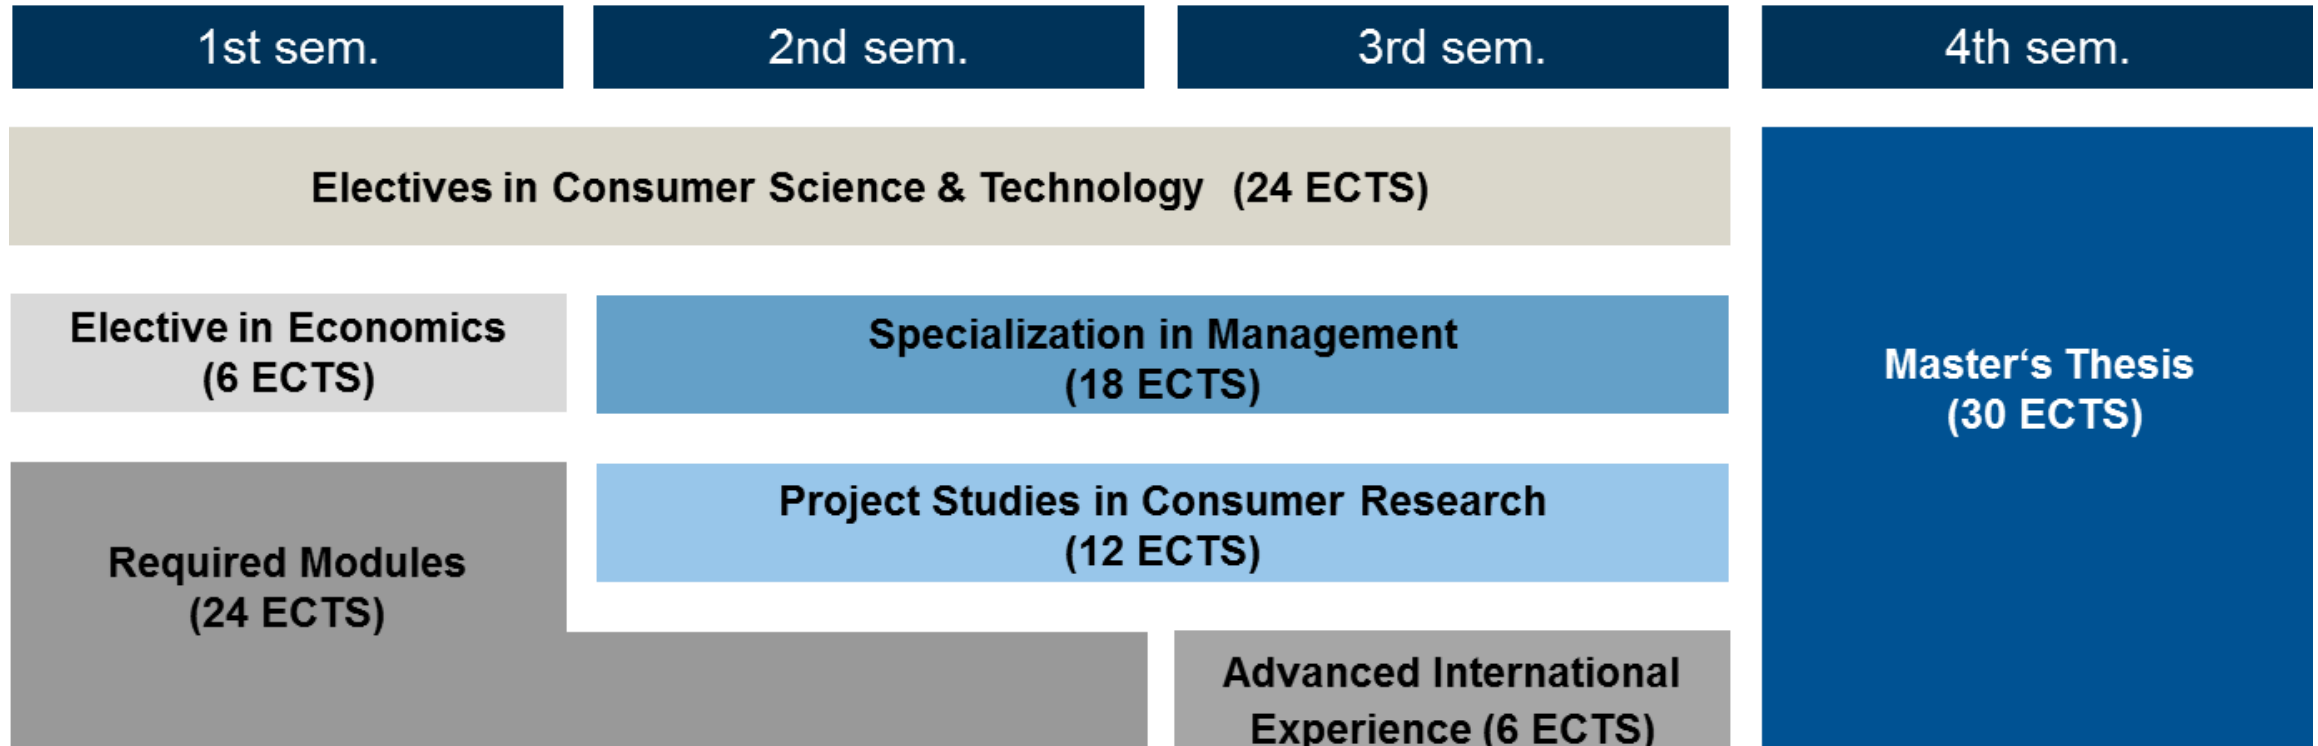 1st sem.
2nd sem.
3rd sem.
4th sem.
Electives in Consumer Science & Technology (24 ECTS)
Elective in Economics
(6 ECTS)
Specialization in Management
(18 ECTS)
Master‘s Thesis
(30 ECTS)
Required Modules
(24 ECTS)
Project Studies in Consumer Research
(12 ECTS)
Advanced International
Experience (6 ECTS)